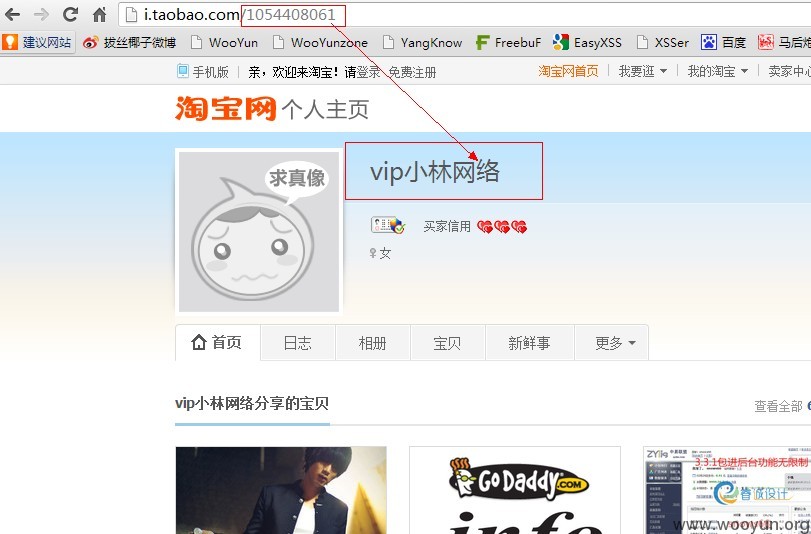 i.taobao.com/1054408061
建议网站 拔丝椰子微博 WooYun WooYunzone YangKnow FreebuF EasyXSS XSSer 百度 马后炮
手机版 亲，欢迎来淘宝！请登录 免费注册 淘宝网首页 我要逛 我的淘宝 卖家中心
淘宝网 个人主页
求真像
vip小林网络
买家信用
女
首页 日志 相册 宝贝 新鲜事 更多
vip小林网络分享的宝贝
查看全部 6
ZYiig
3.3.1包进后台功能无限制
GODADDY.COM
春诚设计
info
www.wooyun.org